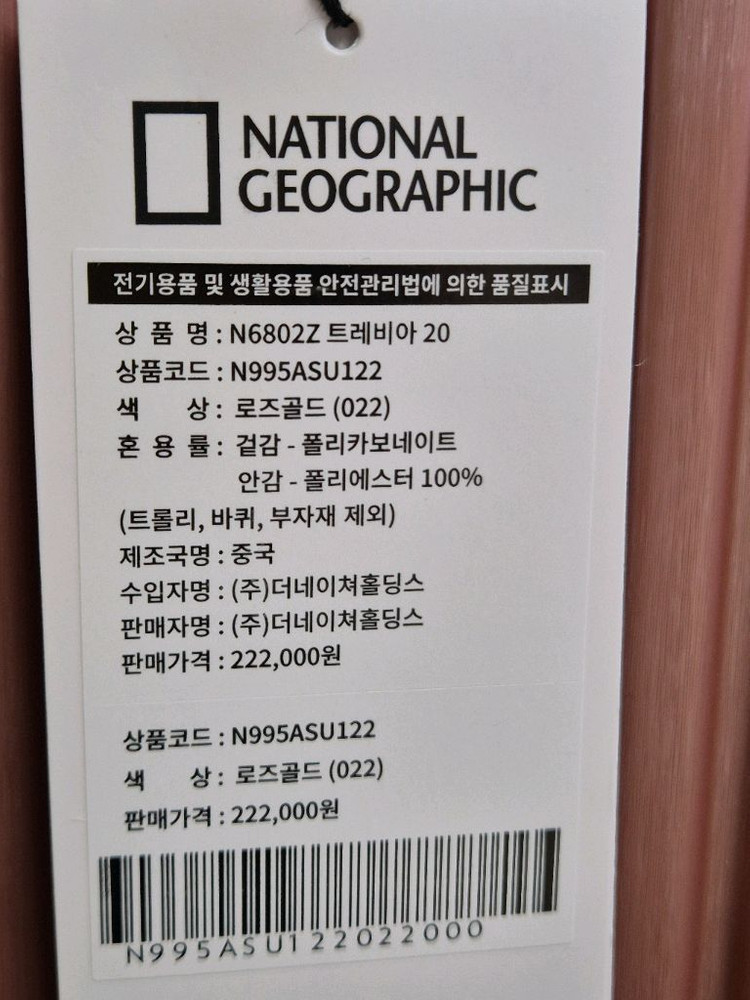 NATIONAL
GEOGRAPHIC
전기용품 및 생활용품 안전관리법에 의한 품질표시
상 품 명 : N6802Z 트레비아 20
상품코드 : N995ASU122
색 상 : 로즈골드 (022)
혼 용 률 : 겉감 - 폴리카보네이트
안감 - 폴리에스터 100%
(트롤리, 바퀴, 부자재 제외)
제조국명 : 중국
수입자명 : (주)더네이쳐홀딩스
판매자명 : (주)더네이쳐홀딩스
판매가격 : 222,000원
상품코드 : N995ASU122
색 상 : 로즈골드 (022)
판매가격 : 222,000원
N995ASU122022000